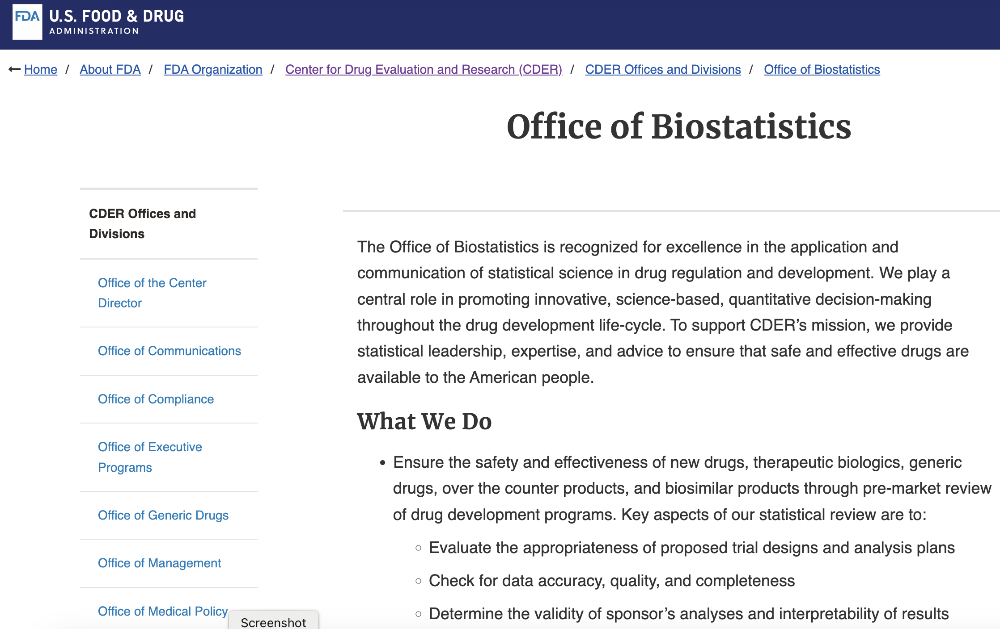 FDA U.S. FOOD & DRUG
ADMINISTRATION
Home / About FDA / FDA Organization / Center for Drug Evaluation and Research (CDER) / CDER Offices and Divisions / Office of Biostatistics
Office of Biostatistics
CDER Offices and
Divisions
Office of the Center
Director
Office of Communications
Office of Compliance
Office of Executive
Programs
Office of Generic Drugs
Office of Management
Office of Medical Policy
The Office of Biostatistics is recognized for excellence in the application and
communication of statistical science in drug regulation and development. We play a
central role in promoting innovative, science-based, quantitative decision-making
throughout the drug development life-cycle. To support CDER’s mission, we provide
statistical leadership, expertise, and advice to ensure that safe and effective drugs are
available to the American people.
What We Do
• Ensure the safety and effectiveness of new drugs, therapeutic biologics, generic
drugs, over the counter products, and biosimilar products through pre-market review
of drug development programs. Key aspects of our statistical review are to:
○ Evaluate the appropriateness of proposed trial designs and analysis plans
○ Check for data accuracy, quality, and completeness
○ Determine the validity of sponsor’s analyses and interpretability of results
Screenshot